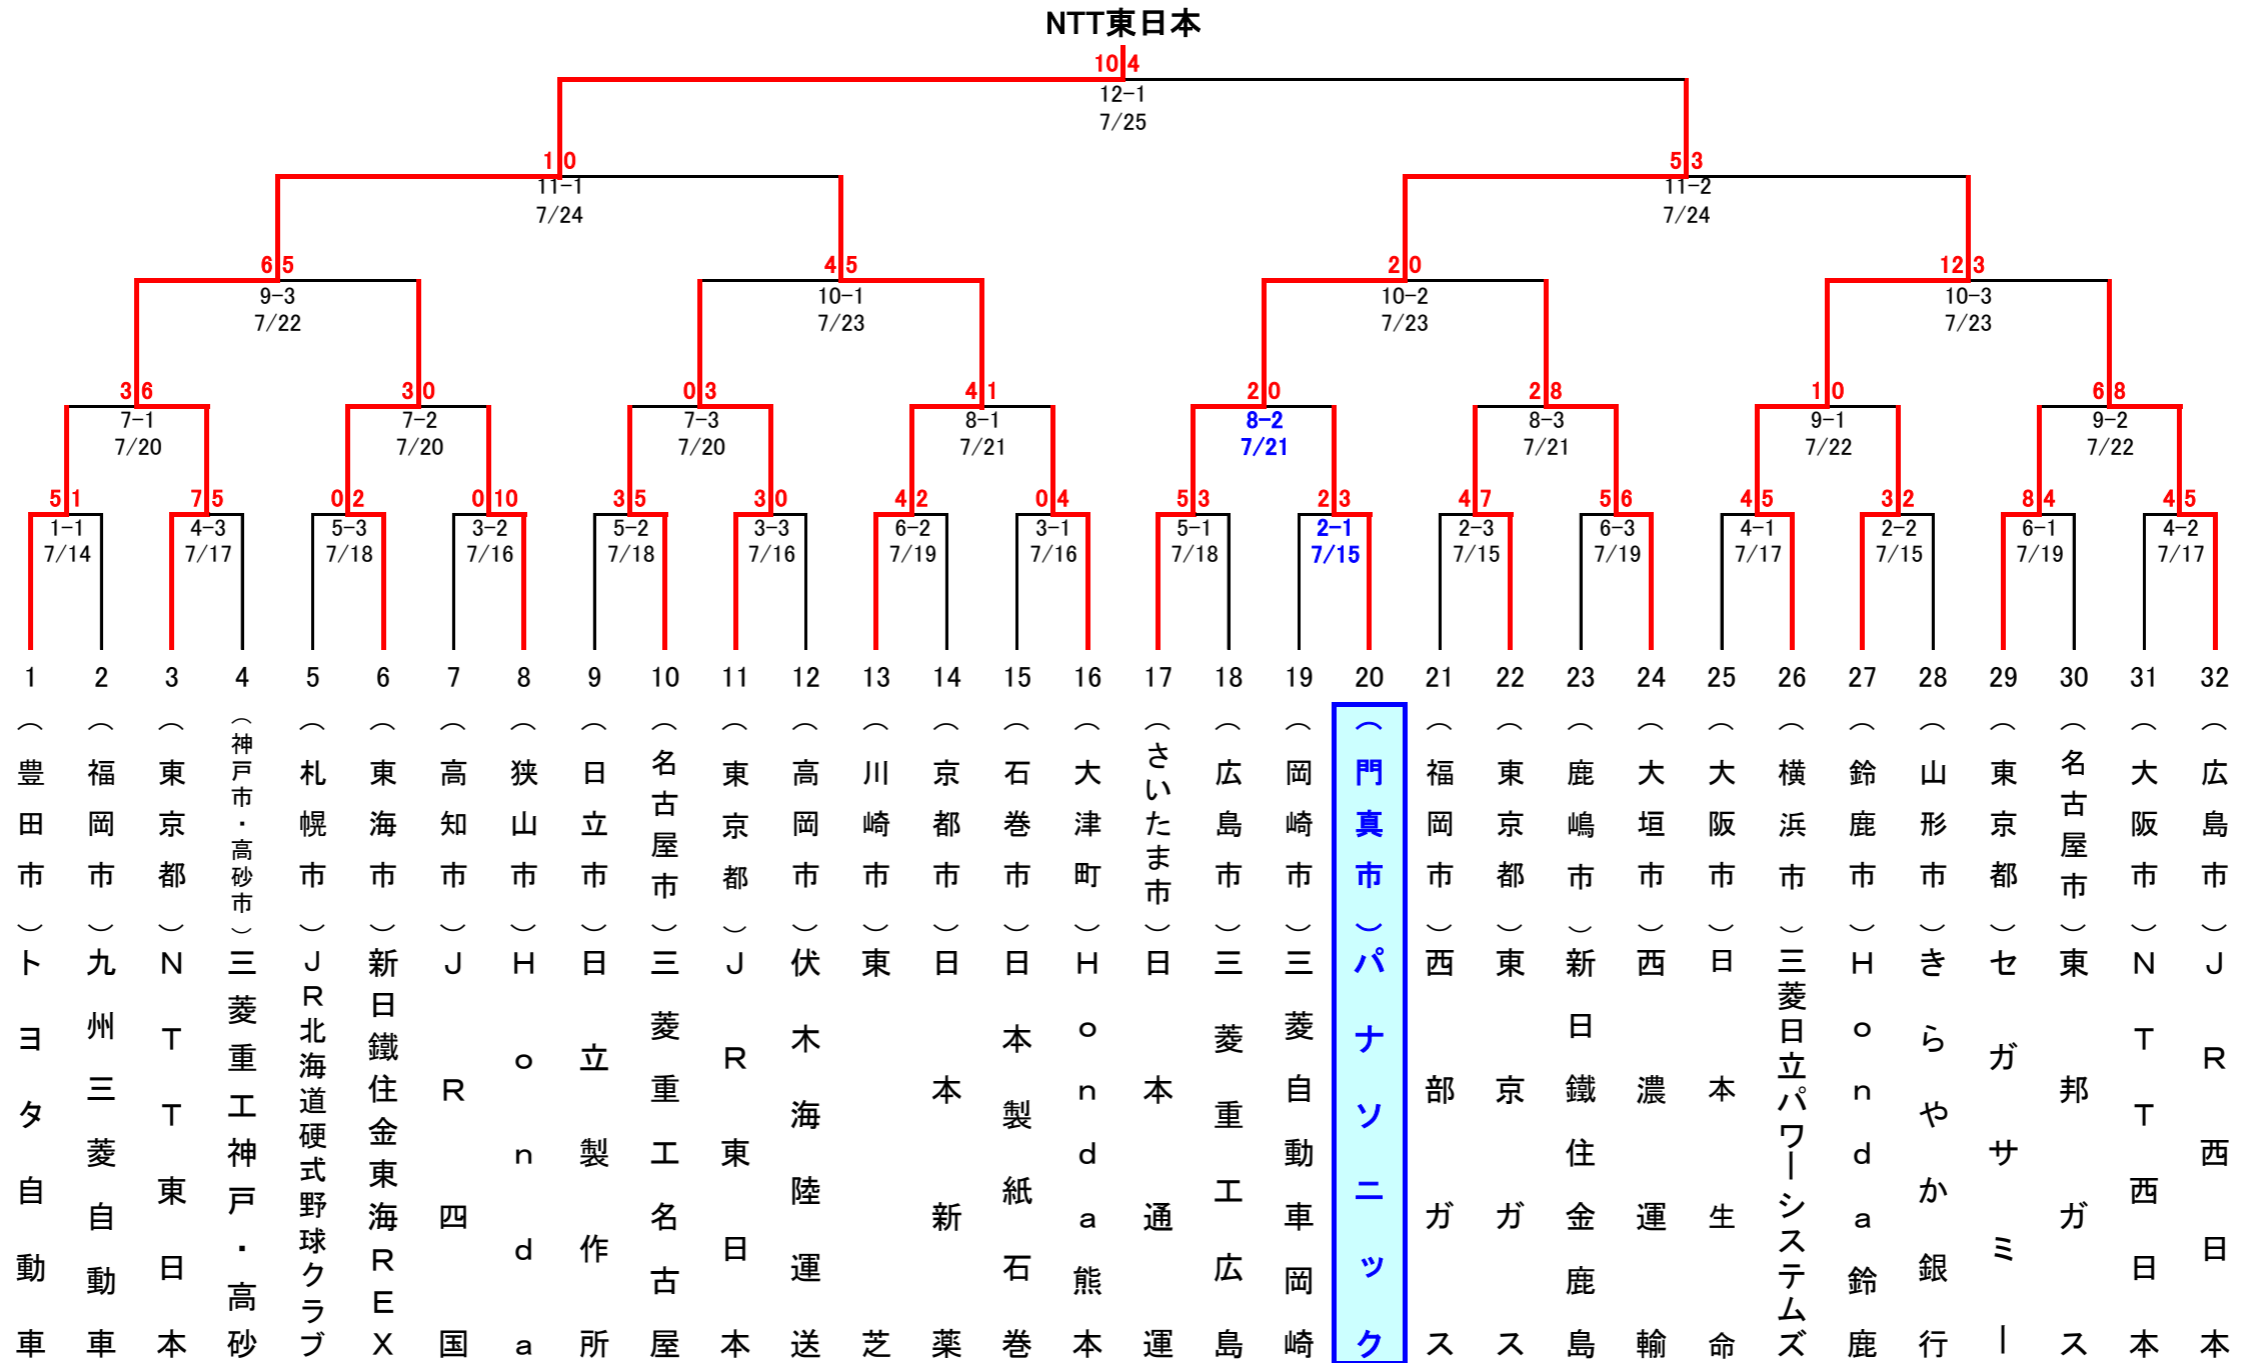 NTT東日本
10 4
12-1
7/25
1 0
11-1
7/24
5 3
11-2
7/24
6 5
9-3
7/22
4 5
10-1
7/23
2 0
10-2
7/23
12 3
10-3
7/23
3 6
7-1
7/20
3 0
7-2
7/20
0 3
7-3
7/20
4 1
8-1
7/21
2 0
8-2
7/21
2 8
8-3
7/21
1 0
9-1
7/22
6 8
9-2
7/22
5 1
1-1
7/14
7 5
4-3
7/17
0 2
5-3
7/18
0 10
3-2
7/16
3 5
5-2
7/18
3 0
3-3
7/16
4 2
6-2
7/19
0 4
3-1
7/16
5 3
5-1
7/18
2 3
2-1
7/15
4 7
2-3
7/15
5 6
6-3
7/19
4 5
4-1
7/17
3 2
2-2
7/15
8 4
6-1
7/19
4 5
4-2
7/17
1 2 3 4 5 6 7 8 9 10 11 12 13 14 15 16 17 18 19 20 21 22 23 24 25 26 27 28 29 30 31 32
（豊田市）トヨタ自動車
（福岡市）九州三菱自動車
（東京都）NTT東日本
（神戸市・高砂市）三菱重工神戸・高砂
（札幌市）JR北海道硬式野球クラブ
（東海市）新日鐵住金東海REX
（高知市）JR四国
（狭山市）Honda
（日立市）日立製作所
（名古屋市）三菱重工名古屋
（東京都）JR東日本
（高岡市）伏木海陸運送
（川崎市）東芝
（京都市）日本新薬
（石巻市）日本製紙石巻
（大津町）Honda熊本
（さいたま市）日本通運
（広島市）三菱重工広島
（岡崎市）三菱自動車岡崎
（門真市）パナソニック
（福岡市）西部ガス
（東京都）東京ガス
（鹿嶋市）新日鐵住金鹿島
（大垣市）西濃運輸
（大阪市）日本生命
（横浜市）三菱日立パワーシステムズ
（鈴鹿市）Honda鈴鹿
（山形市）きらやか銀行
（東京都）セガサミー
（名古屋市）東邦ガス
（大阪市）NTT西日本
（広島市）JR西日本